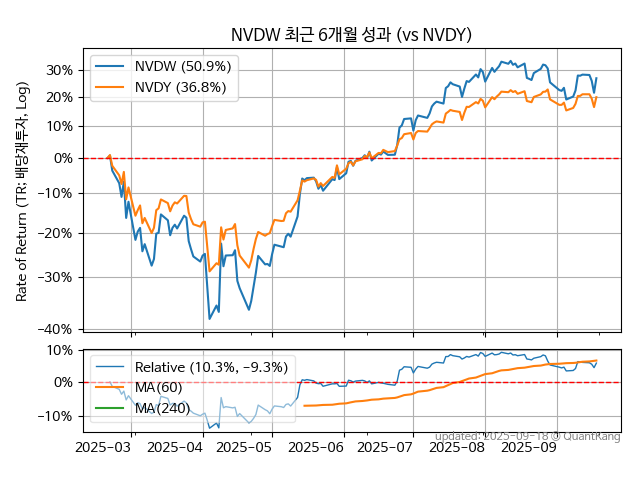 NVDW 최근 6개월 성과 (vs NVDY)
Rate of Return (TR: 배당재투자, Log)
30%
20%
10%
0%
−10%
−20%
−30%
−40%
NVDW (50.9%)
NVDY (36.8%)
10%
0%
−10%
Relative (10.3%, −9.3%)
MA(60)
MA(240)
2025−03
2025−04
2025−05
2025−06
2025−07
2025−08
2025−09
updated: 2025-09-18 © QuantKang